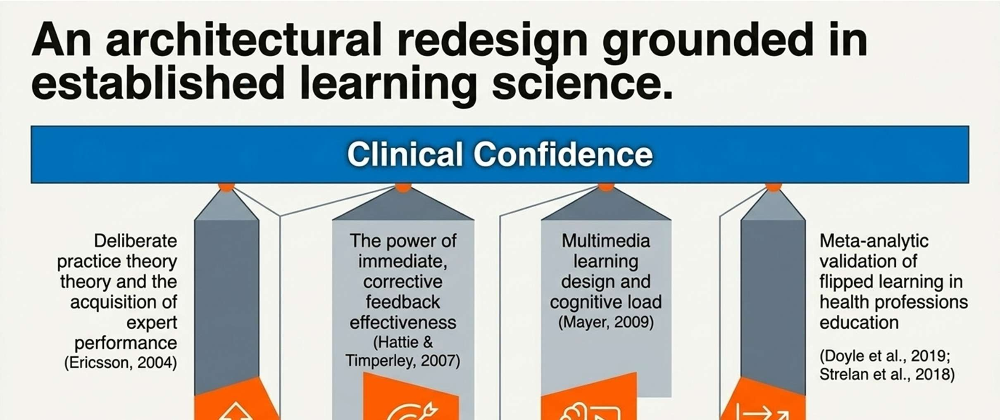 An architectural redesign grounded in
established learning science.
Clinical Confidence
Deliberate
practice theory
theory and the
acquisition of
expert
performance
(Ericsson, 2004)
The power of
immediate,
corrective
feedback
effectiveness
(Hattie &
Timperley, 2007)
Multimedia
learning
design and
cognitive load
(Mayer, 2009)
Meta-analytic
validation of
flipped learning in
health professions
education
(Doyle et al., 2019;
Strelan et al., 2018)